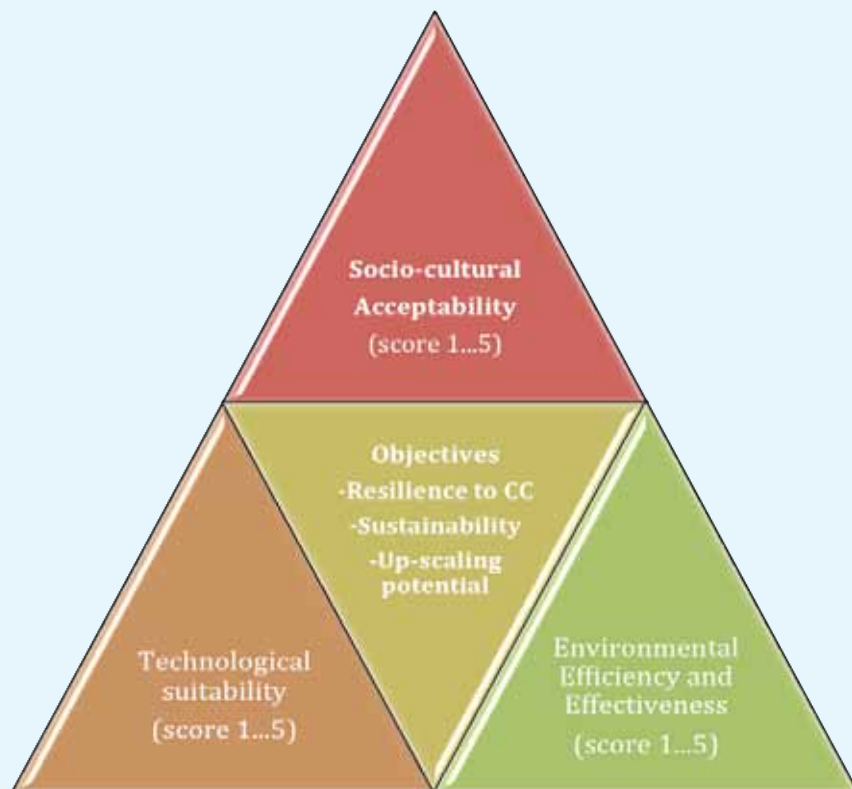 Socio-cultural
Acceptability
(score 1...5)
Objectives
-Resilience to CC
-Sustainability
-Up-scaling
potential
Technological
suitability
(score 1...5)
Environmental
Efficiency and
Effectiveness
(score 1...5)